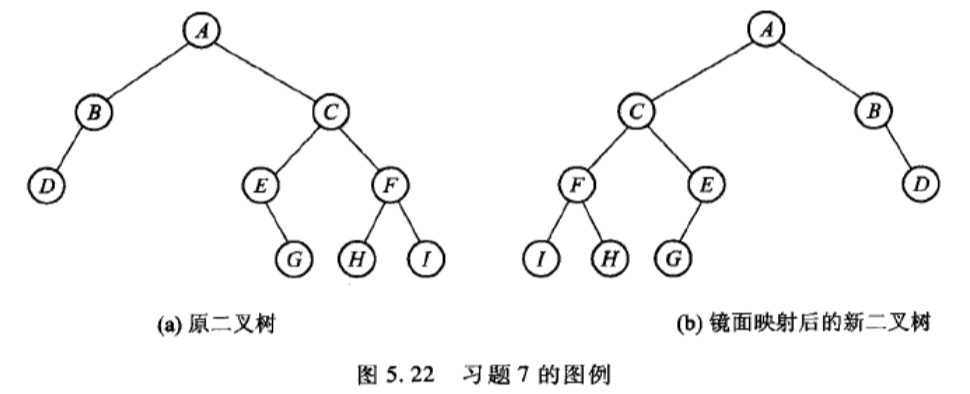 A A
B C C B
D E F F E D
G H I I H G
(a) 原二叉树 (b) 镜面映射后的新二叉树
图 5.22 习题 7 的图例